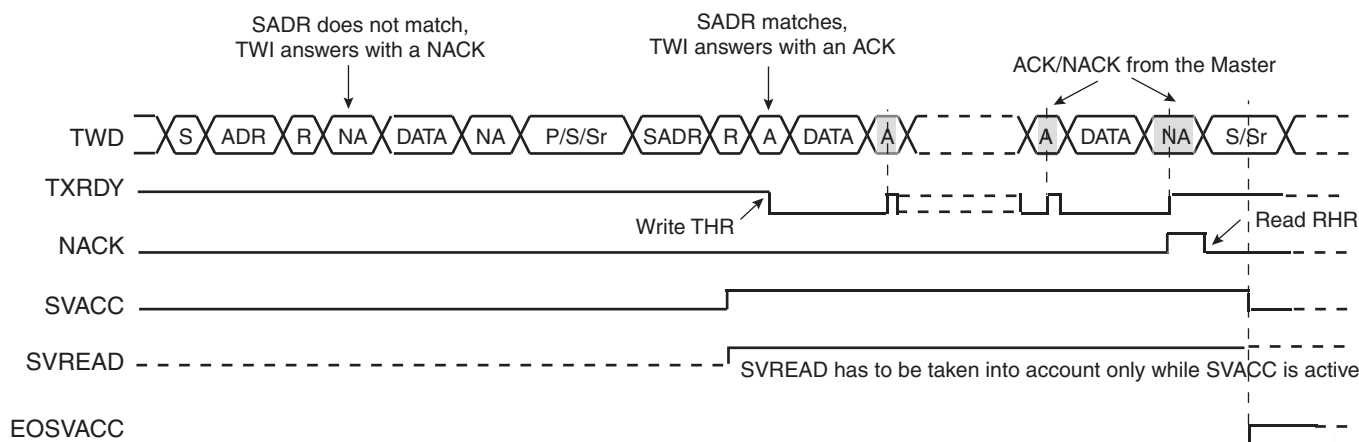 SADR does not match,
TWI answers with a NACK
SADR matches,
TWI answers with an ACK
ACK/NACK from the Master
TWD S ADR R NA DATA NA P/S/Sr SADR R A DATA A A DATA NA S/Sr
TXRDY
Write THR
Read RHR
NACK
SVACC
SVREAD
SVREAD has to be taken into account only while SVACC is active
EOSVACC